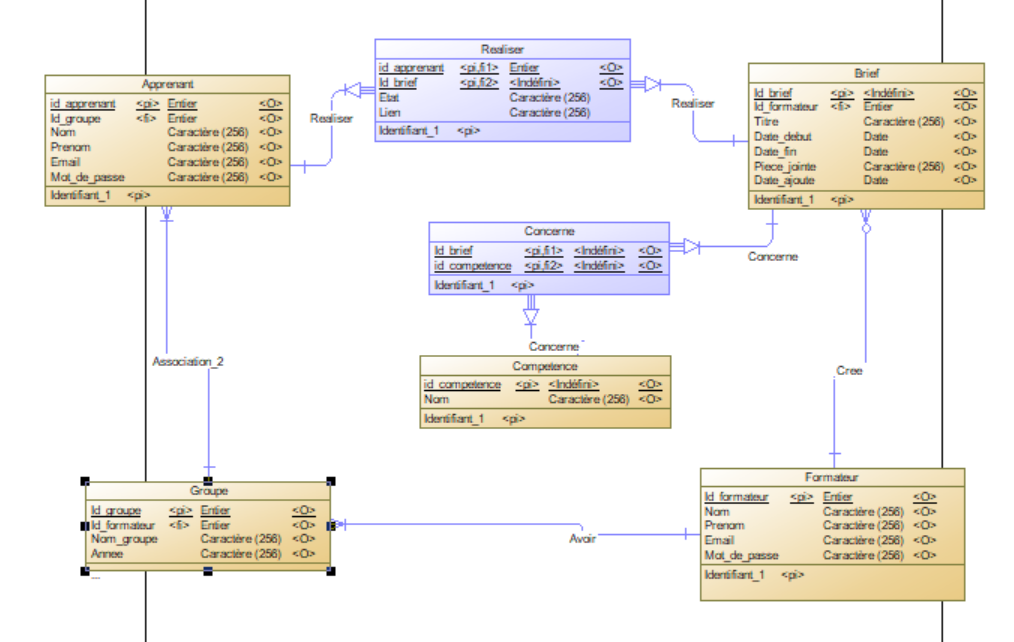 Realiser
id_apprenant <pi,fi1> Entier <O>
Id_brief <pi,fi2> <Indéfini> <O>
Etat Caractère (256)
Lien Caractère (256)
Identifiant_1 <pi>
Apprenant
id_apprenant <pi> Entier <O>
Id_groupe <fi> Entier <O>
Nom Caractère (256) <O>
Prenom Caractère (256) <O>
Email Caractère (256) <O>
Mot_de_passe Caractère (256) <O>
Identifiant_1 <pi>
Realiser
Realiser
Brief
Id_brief <pi> <Indéfini> <O>
Id_formateur <fi> Entier <O>
Titre Caractère (256) <O>
Date_debut Date <O>
Date_fin Date <O>
Piece_jointe Caractère (256) <O>
Date_ajoute Date <O>
Identifiant_1 <pi>
Concerne
Id_brief <pi,fi1> <Indéfini> <O>
id_competence <pi,fi2> <Indéfini> <O>
Identifiant_1 <pi>
Concerne
Concerne
Competence
id_competence <pi> <Indéfini> <O>
Nom Caractère (256) <O>
Identifiant_1 <pi>
Association_2
Cree
Groupe
Id_groupe <pi> Entier <O>
Id_formateur <fi> Entier <O>
Nom_groupe Caractère (256) <O>
Annee Caractère (256) <O>
...
Avoir
Formateur
Id_formateur <pi> Entier <O>
Nom Caractère (256) <O>
Prenom Caractère (256) <O>
Email Caractère (256) <O>
Mot_de_passe Caractère (256) <O>
Identifiant_1 <pi>